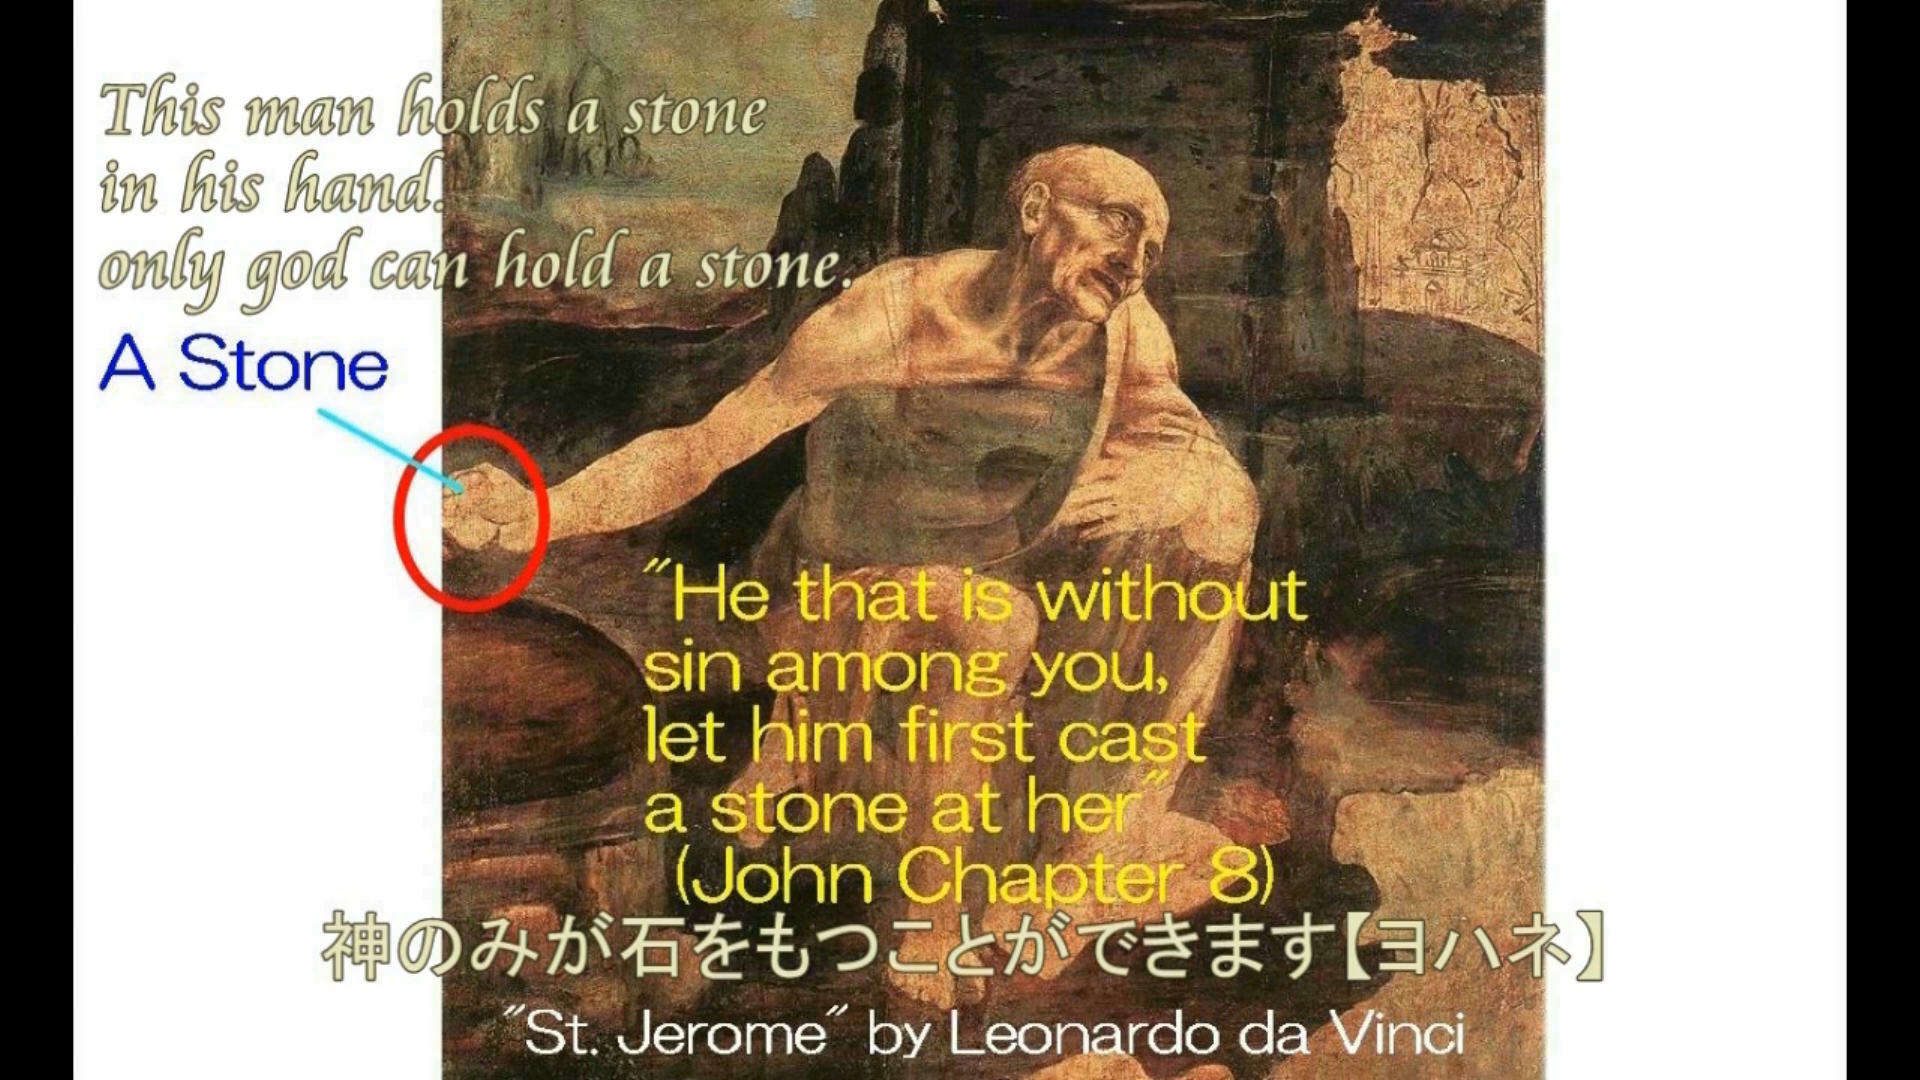 This man holds a stone
in his hand.
only god can hold a stone.
A Stone
"He that is without
sin among you,
let him first cast
a stone at her"
(John Chapter 8)
神のみが石をもつことができます【ヨハネ】
"St. Jerome" by Leonardo da Vinci